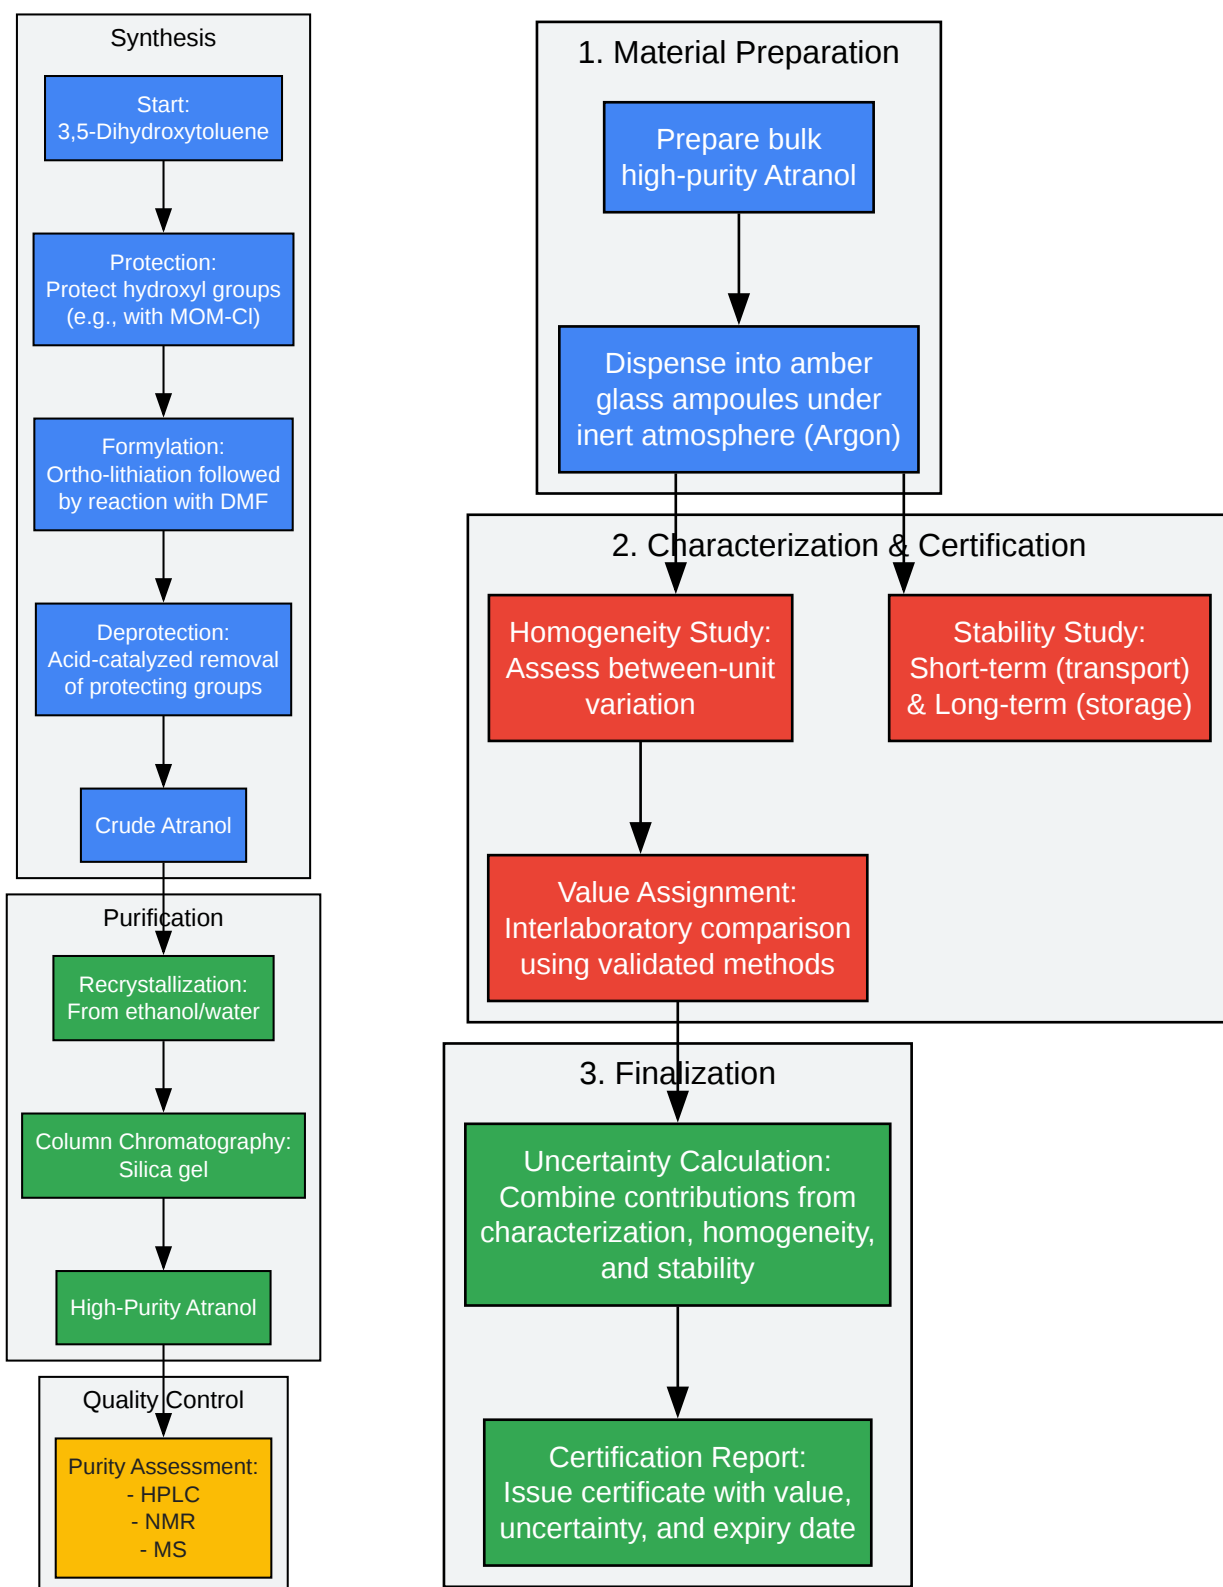 Synthesis
Start:
3,5-Dihydroxytoluene
Protection:
Protect hydroxyl groups
(e.g., with MOM-Cl)
Formylation:
Ortho-lithiation followed
by reaction with DMF
Deprotection:
Acid-catalyzed removal
of protecting groups
Crude Atranol
Purification
Recrystallization:
From ethanol/water
Column Chromatography:
Silica gel
High-Purity Atranol
Quality Control
Purity Assessment:
- HPLC
- NMR
- MS
1. Material Preparation
Prepare bulk
high-purity Atranol
Dispense into amber
glass ampoules under
inert atmosphere (Argon)
2. Characterization & Certification
Homogeneity Study:
Assess between-unit
variation
Stability Study:
Short-term (transport)
& Long-term (storage)
Value Assignment:
Interlaboratory comparison
using validated methods
3. Finalization
Uncertainty Calculation:
Combine contributions from
characterization, homogeneity,
and stability
Certification Report:
Issue certificate with value,
uncertainty, and expiry date